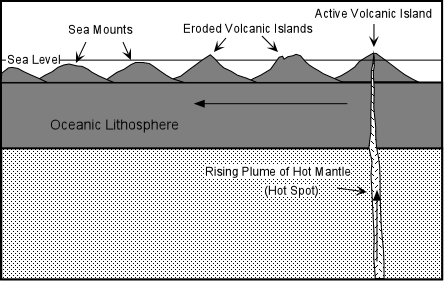 Active Volcanic Island
Sea Mounts
Eroded Volcanic Islands
Sea Level
Oceanic Lithosphere
Rising Plume of Hot Mantle
(Hot Spot)